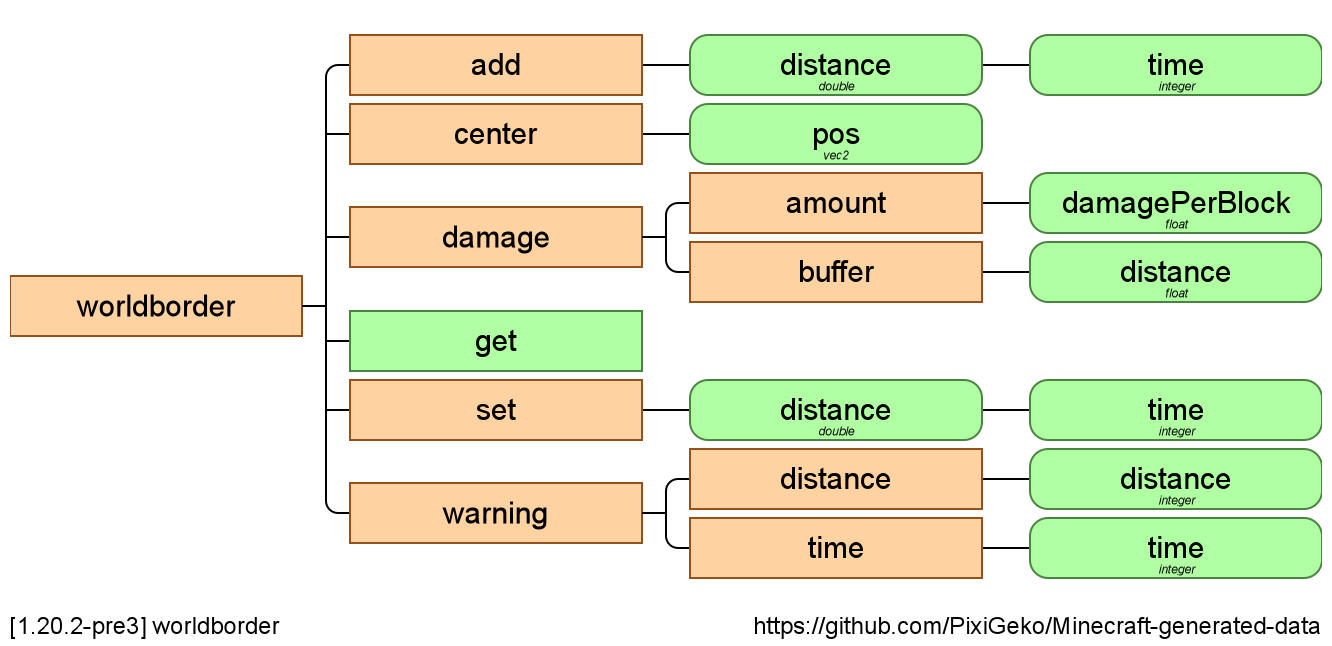 add
distance
double
time
integer
center
pos
vec2
damage
amount
damagePerBlock
float
buffer
distance
float
worldborder
get
set
distance
double
time
integer
warning
distance
distance
integer
time
time
integer
[1.20.2-pre3] worldborder
https://github.com/PixiGeko/Minecraft-generated-data